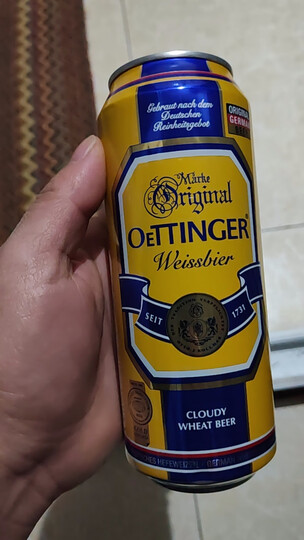 Gebraut nach dem
Deutschen
Reinheitsgebot
ORIGINAL
GERMAN
Marke
Original
OeTTINGER
Weissbier
SEIT
1731
CLOUDY
WHEAT BEER